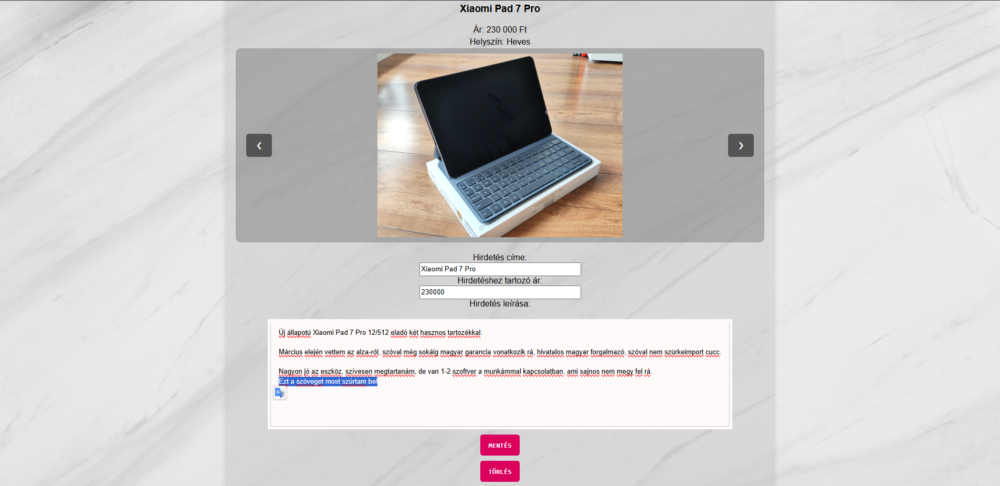 Xiaomi Pad 7 Pro
Ár: 230 000 Ft
Helyszín: Heves
❮
❯
Hirdetés címe:
Xiaomi Pad 7 Pro
Hirdetéshez tartozó ár:
230000
Hirdetés leírása:
Új állapotú Xiaomi Pad 7 Pro 12/512 eladó két hasznos tartozékkal.
Március elején vettem az alza-ról, szóval még sokáig magyar garancia vonatkozik rá, hivatalos magyar forgalmazó, szóval nem szürkeimport cucc.
Nagyon jó az eszköz, szívesen megtartanám, de van 1-2 szoftver a munkámmal kapcsolatban, ami sajnos nem megy fel rá.
Ezt a szöveget most szúrtam be!
MENTÉS
TÖRLÉS